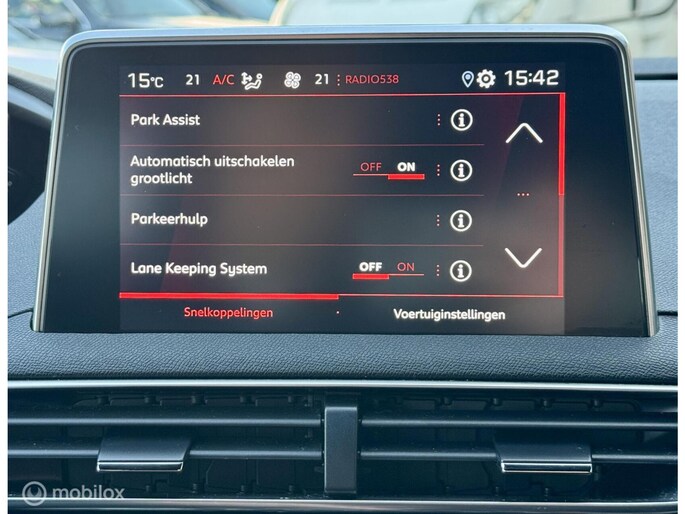 15°C 21 A/C 21 RADIO538 15:42
Park Assist
Automatisch uitschakelen OFF ON
grootlicht
Parkeerhulp
Lane Keeping System OFF ON
Snelkoppelingen Voertuiginstellingen
mobilox